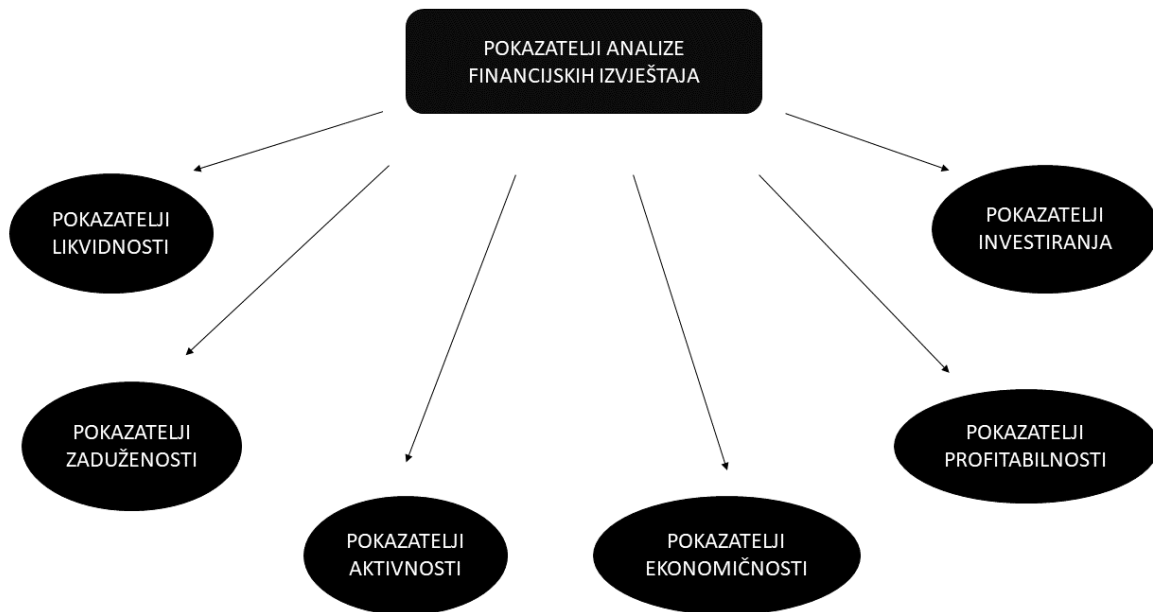 POKAZATELJI ANALIZE
FINANCIJSKIH IZVJEŠTAJA
POKAZATELJI
LIKVIDNOSTI
POKAZATELJI
INVESTIRANJA
POKAZATELJI
ZADUŽENOSTI
POKAZATELJI
PROFITABILNOSTI
POKAZATELJI
AKTIVNOSTI
POKAZATELJI
EKONOMIČNOSTI